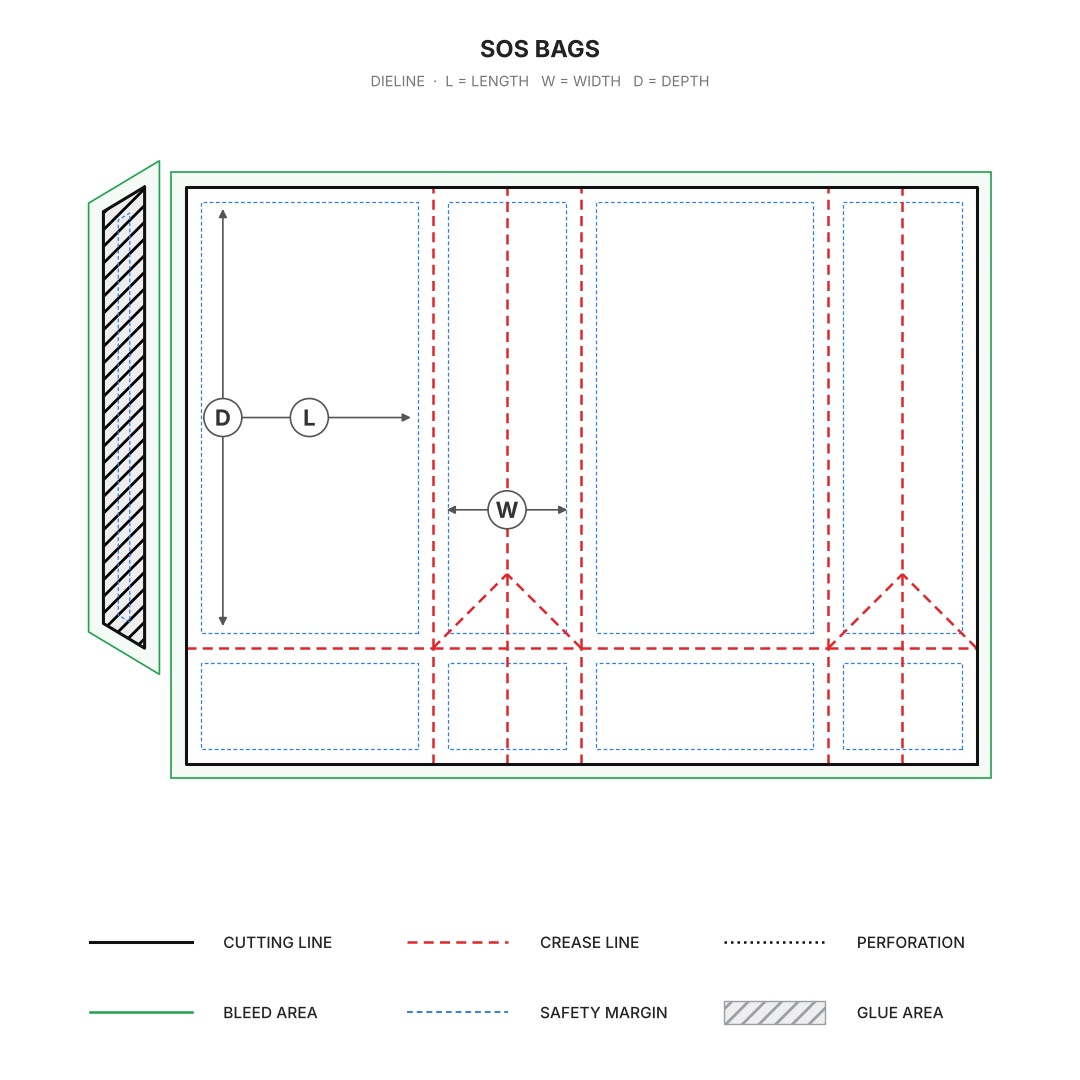 SOS BAGS
DIELINE · L = LENGTH W = WIDTH D = DEPTH
D
L
W
CUTTING LINE
CREASE LINE
PERFORATION
BLEED AREA
SAFETY MARGIN
GLUE AREA